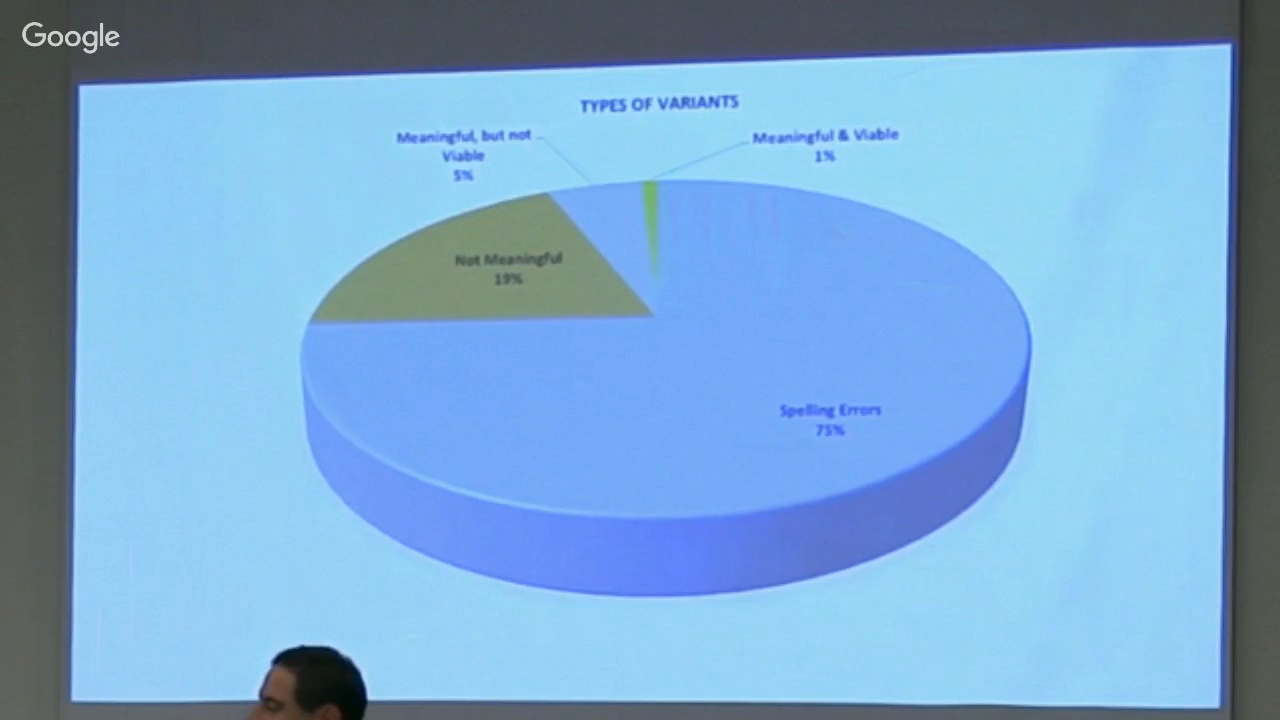 Google
TYPES OF VARIANTS
Meaningful, but not
Viable
5%
Meaningful & Viable
1%
Not Meaningful
19%
Spelling Errors
75%